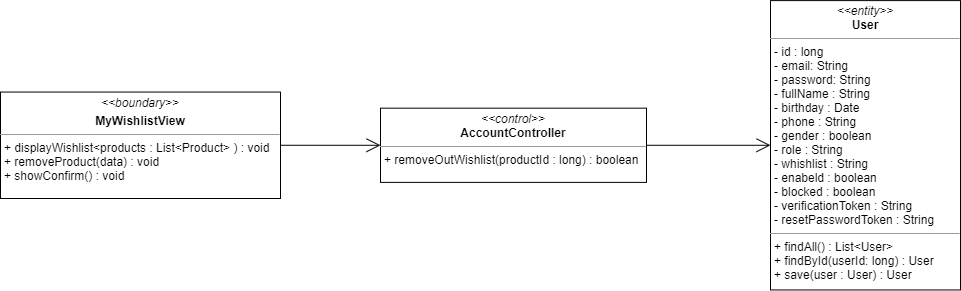 <<boundary>>
MyWishlistView
+ displayWishlist<products : List<Product> ) : void
+ removeProduct(data) : void
+ showConfirm() : void
<<control>>
AccountController
+ removeOutWishlist(productId : long) : boolean
<<entity>>
User
- id : long
- email: String
- password: String
- fullName : String
- birthday : Date
- phone : String
- gender : boolean
- role : String
- whishlist : String
- enabeld : boolean
- blocked : boolean
- verificationToken : String
- resetPasswordToken : String
+ findAll() : List<User>
+ findById(userId: long) : User
+ save(user : User) : User